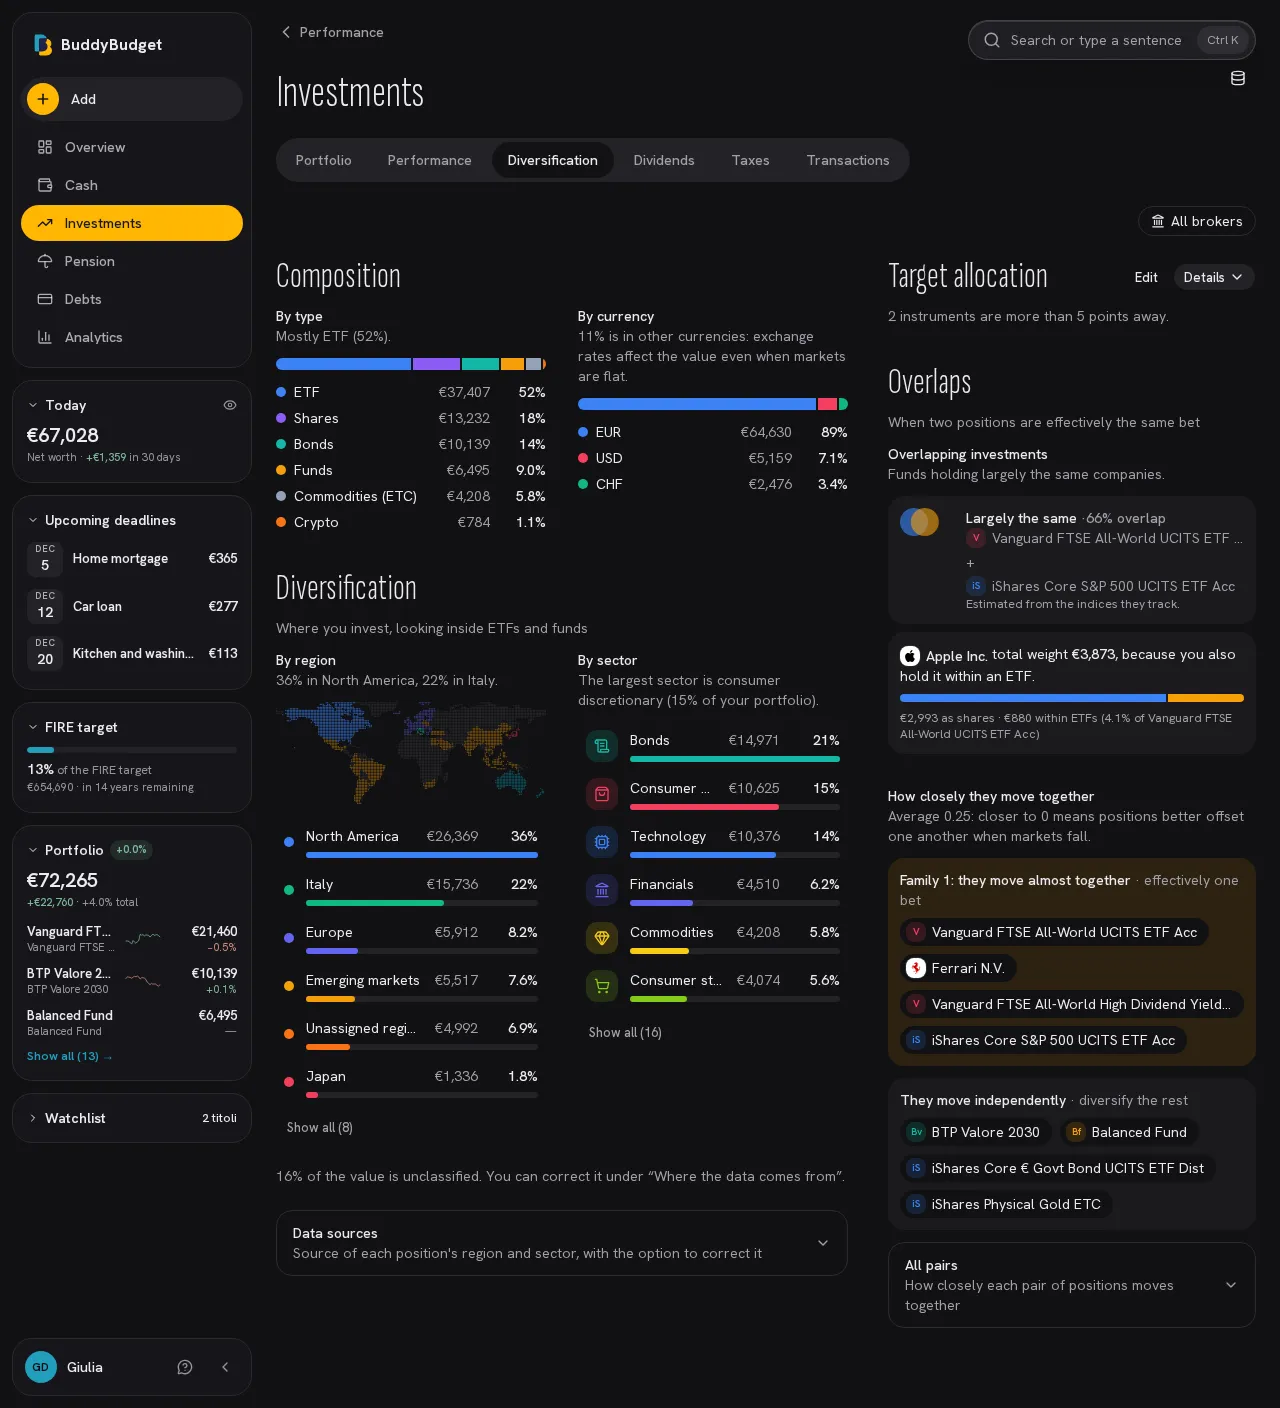 BuddyBudget
Add
Overview
Cash
Investments
Pension
Debts
Analytics
Today
€67,028
Net worth · +€1,359 in 30 days
Upcoming deadlines
DEC
5
Home mortgage
€365
DEC
12
Car loan
€277
DEC
20
Kitchen and washin...
€113
FIRE target
13% of the FIRE target
€654,690 · in 14 years remaining
Portfolio
+0.0%
€72,265
+€22,760 · +4.0% total
Vanguard FT...
€21,460
Vanguard FTSE ...
−0.5%
BTP Valore 2...
€10,139
BTP Valore 2030
+0.1%
Balanced Fund
€6,495
Balanced Fund
—
Show all (13) →
Watchlist
2 titoli
GD
Giulia
Performance
Search or type a sentence
Ctrl K
Investments
Portfolio
Performance
Diversification
Dividends
Taxes
Transactions
All brokers
Composition
By type
Mostly ETF (52%).
ETF €37,407 52%
Shares €13,232 18%
Bonds €10,139 14%
Funds €6,495 9.0%
Commodities (ETC) €4,208 5.8%
Crypto €784 1.1%
By currency
11% is in other currencies: exchange
rates affect the value even when markets
are flat.
EUR €64,630 89%
USD €5,159 7.1%
CHF €2,476 3.4%
Diversification
Where you invest, looking inside ETFs and funds
By region
36% in North America, 22% in Italy.
North America €26,369 36%
Italy €15,736 22%
Europe €5,912 8.2%
Emerging markets €5,517 7.6%
Unassigned regi... €4,992 6.9%
Japan €1,336 1.8%
Show all (8)
By sector
The largest sector is consumer
discretionary (15% of your portfolio).
Bonds €14,971 21%
Consumer ... €10,625 15%
Technology €10,376 14%
Financials €4,510 6.2%
Commodities €4,208 5.8%
Consumer st... €4,074 5.6%
Show all (16)
16% of the value is unclassified. You can correct it under “Where the data comes from”.
Data sources
Source of each position's region and sector, with the option to correct it
Target allocation
Edit
Details
2 instruments are more than 5 points away.
Overlaps
When two positions are effectively the same bet
Overlapping investments
Funds holding largely the same companies.
Largely the same · 66% overlap
V Vanguard FTSE All-World UCITS ETF ...
+
iS iShares Core S&P 500 UCITS ETF Acc
Estimated from the indices they track.
Apple Inc. total weight €3,873, because you also
hold it within an ETF.
€2,993 as shares · €880 within ETFs (4.1% of Vanguard FTSE
All-World UCITS ETF Acc)
How closely they move together
Average 0.25: closer to 0 means positions better offset
one another when markets fall.
Family 1: they move almost together · effectively one
bet
V Vanguard FTSE All-World UCITS ETF Acc
Ferrari N.V.
V Vanguard FTSE All-World High Dividend Yield...
iS iShares Core S&P 500 UCITS ETF Acc
They move independently · diversify the rest
Bv BTP Valore 2030
Bf Balanced Fund
iS iShares Core € Govt Bond UCITS ETF Dist
iS iShares Physical Gold ETC
All pairs
How closely each pair of positions moves
together